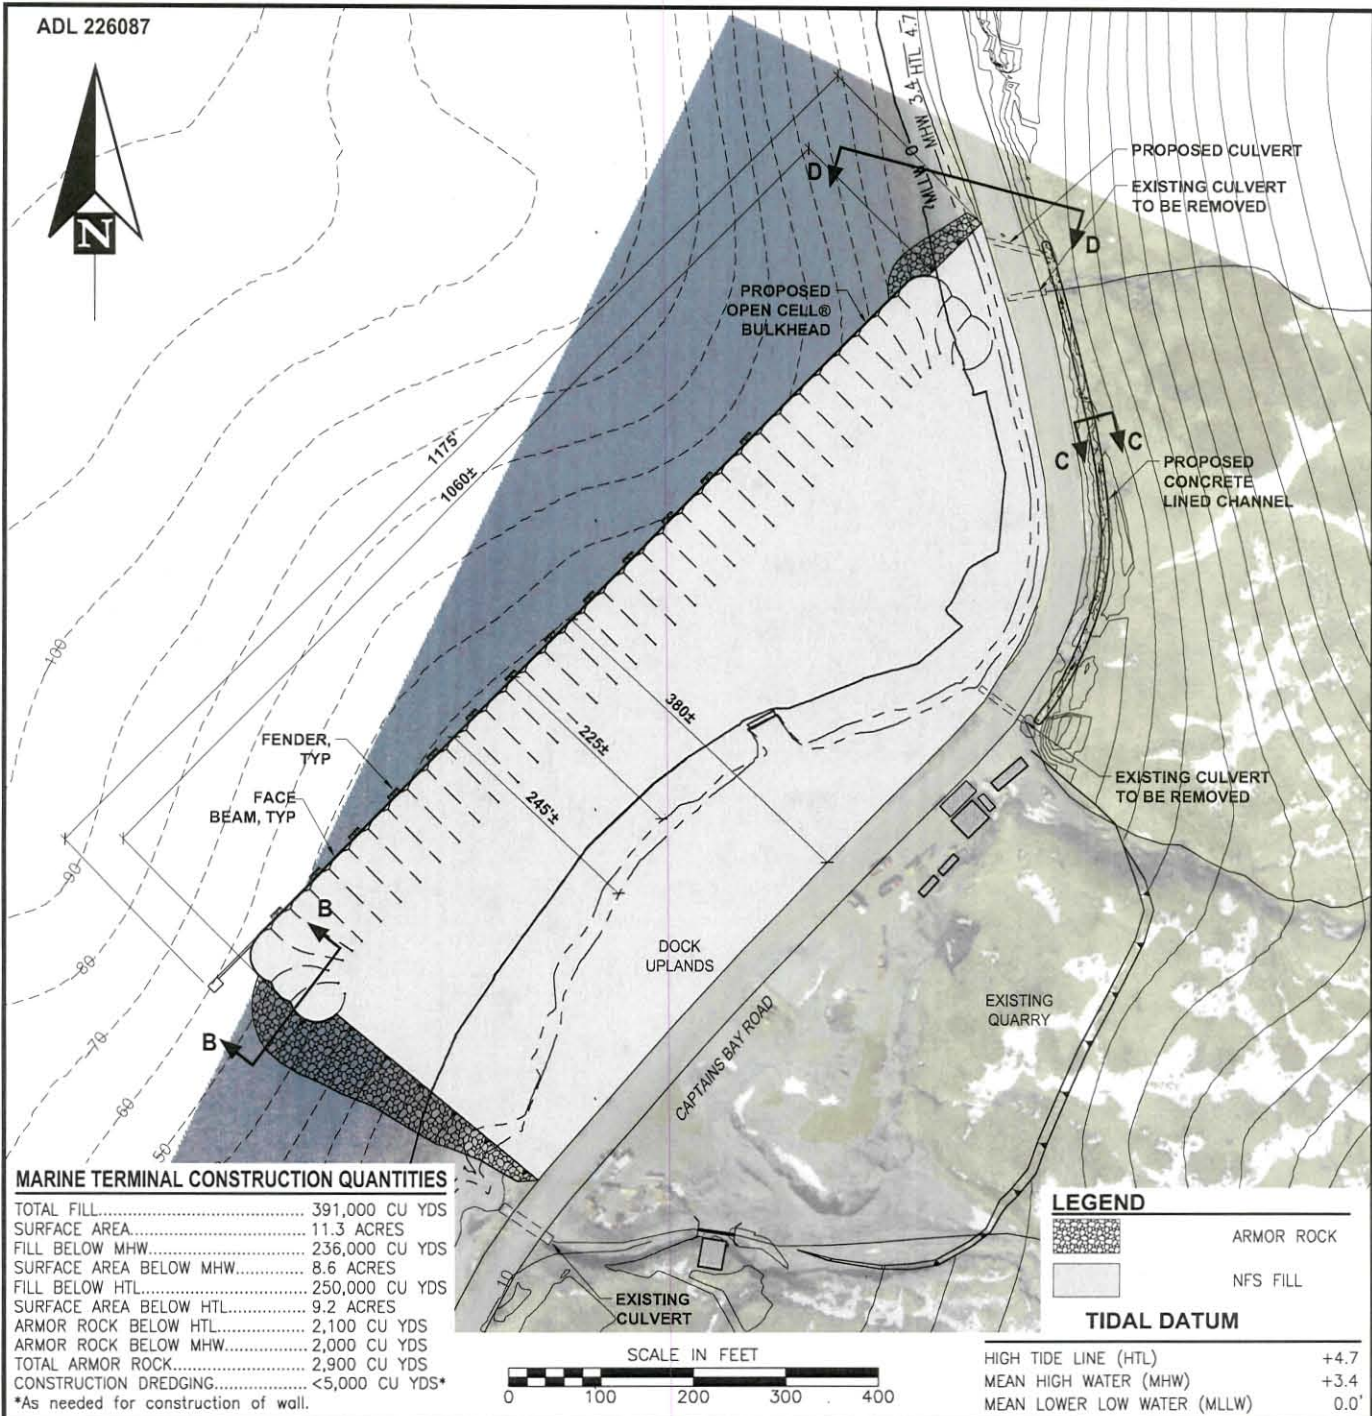 ADL 226087
N
MHW 3.4
HTL 4.7
MLLW 0
D
D
PROPOSED CULVERT
EXISTING CULVERT
TO BE REMOVED
PROPOSED
OPEN CELL®
BULKHEAD
1175'
1060±
C
C
PROPOSED
CONCRETE
LINED CHANNEL
100
90
80
70
60
50
FENDER,
TYP
FACE
BEAM, TYP
380±
225±
245'±
EXISTING CULVERT
TO BE REMOVED
B
B
DOCK
UPLANDS
CAPTAINS BAY ROAD
EXISTING
QUARRY
10
EXISTING
CULVERT
MARINE TERMINAL CONSTRUCTION QUANTITIES
TOTAL FILL 391,000 CU YDS
SURFACE AREA 11.3 ACRES
FILL BELOW MHW 236,000 CU YDS
SURFACE AREA BELOW MHW 8.6 ACRES
FILL BELOW HTL 250,000 CU YDS
SURFACE AREA BELOW HTL 9.2 ACRES
ARMOR ROCK BELOW HTL 2,100 CU YDS
ARMOR ROCK BELOW MHW 2,000 CU YDS
TOTAL ARMOR ROCK 2,900 CU YDS
CONSTRUCTION DREDGING <5,000 CU YDS*
*As needed for construction of wall.
SCALE IN FEET
0 100 200 300 400
LEGEND
ARMOR ROCK
NFS FILL
TIDAL DATUM
HIGH TIDE LINE (HTL) +4.7
MEAN HIGH WATER (MHW) +3.4
MEAN LOWER LOW WATER (MLLW) 0.0'